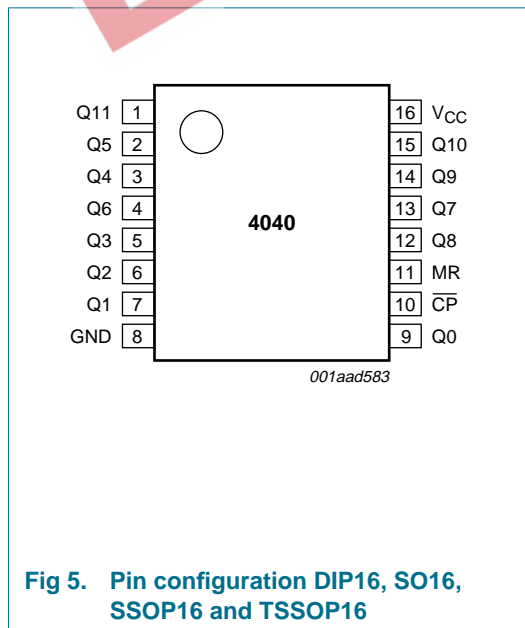 Q11 1 16 VCC
Q5 2 15 Q10
Q4 3 14 Q9
Q6 4 13 Q7
4040
Q3 5 12 Q8
Q2 6 11 MR
Q1 7 10 C̅P̅
GND 8 9 Q0
001aad583
Fig 5. Pin configuration DIP16, SO16,
SSOP16 and TSSOP16